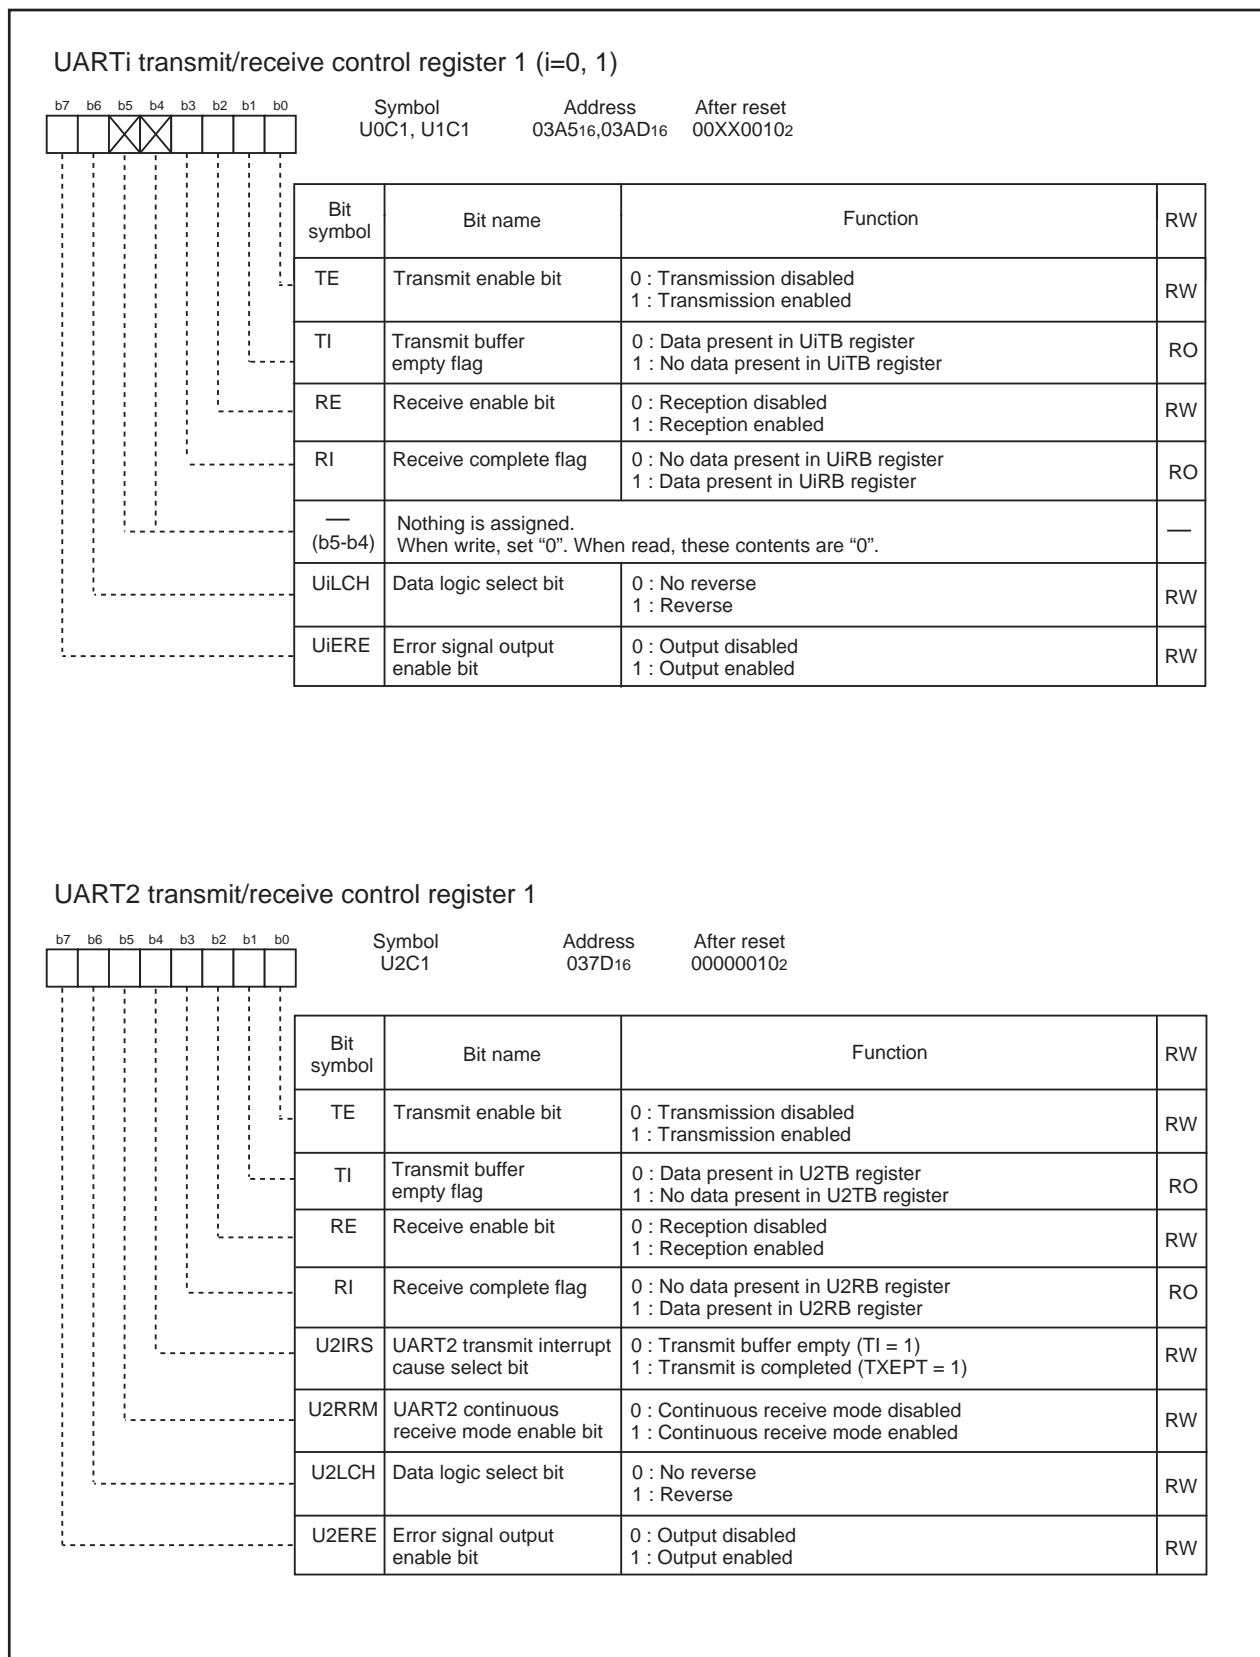 UARTi transmit/receive control register 1 (i=0, 1)
b7 b6 b5 b4 b3 b2 b1 b0
Symbol Address After reset
U0C1, U1C1 03A516,03AD16 00XX00102
Bit symbol Bit name Function RW
TE Transmit enable bit 0 : Transmission disabled
1 : Transmission enabled RW
TI Transmit buffer empty flag 0 : Data present in UiTB register
1 : No data present in UiTB register RO
RE Receive enable bit 0 : Reception disabled
1 : Reception enabled RW
RI Receive complete flag 0 : No data present in UiRB register
1 : Data present in UiRB register RO
— (b5-b4) Nothing is assigned.
When write, set “0”. When read, these contents are “0”. —
UiLCH Data logic select bit 0 : No reverse
1 : Reverse RW
UiERE Error signal output enable bit 0 : Output disabled
1 : Output enabled RW
UART2 transmit/receive control register 1
b7 b6 b5 b4 b3 b2 b1 b0
Symbol Address After reset
U2C1 037D16 000000102
Bit symbol Bit name Function RW
TE Transmit enable bit 0 : Transmission disabled
1 : Transmission enabled RW
TI Transmit buffer empty flag 0 : Data present in U2TB register
1 : No data present in U2TB register RO
RE Receive enable bit 0 : Reception disabled
1 : Reception enabled RW
RI Receive complete flag 0 : No data present in U2RB register
1 : Data present in U2RB register RO
U2IRS UART2 transmit interrupt cause select bit 0 : Transmit buffer empty (TI = 1)
1 : Transmit is completed (TXEPT = 1) RW
U2RRM UART2 continuous receive mode enable bit 0 : Continuous receive mode disabled
1 : Continuous receive mode enabled RW
U2LCH Data logic select bit 0 : No reverse
1 : Reverse RW
U2ERE Error signal output enable bit 0 : Output disabled
1 : Output enabled RW